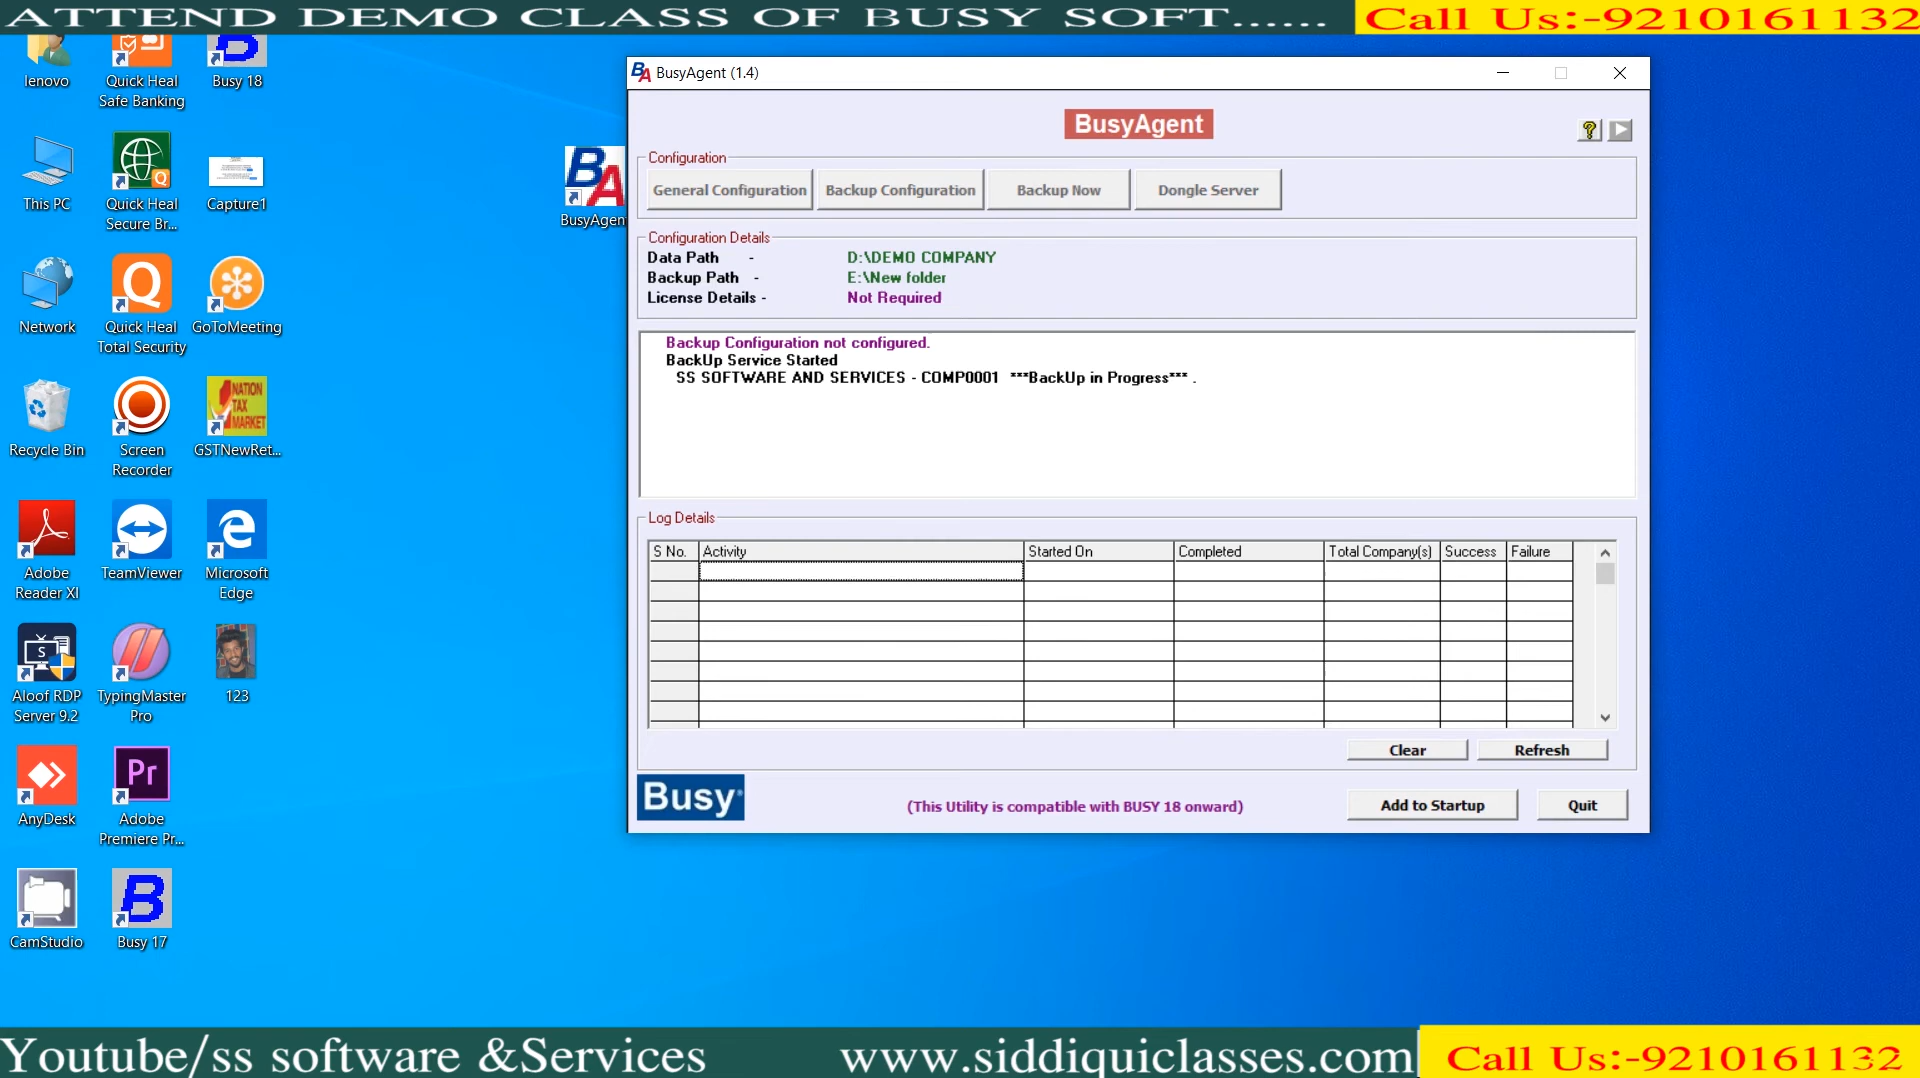 ATTEND DEMO CLASS OF BUSY SOFT......
Call Us:-9210161132
lenovo
Quick Heal
Safe Banking
Busy 18
This PC
Quick Heal
Secure Br...
Capture1
Network
Quick Heal
Total Security
GoToMeeting
Recycle Bin
Screen
Recorder
NATION
TAX
MARKET
GSTNewRet...
Adobe
Reader XI
TeamViewer
Microsoft
Edge
Aloof RDP
Server 9.2
TypingMaster
Pro
123
AnyDesk
Pr
Adobe
Premiere Pr...
CamStudio
Busy 17
BA
BusyAgent
BusyAgent (1.4)
BusyAgent
Configuration
General Configuration
Backup Configuration
Backup Now
Dongle Server
Configuration Details
Data Path - D:\DEMO COMPANY
Backup Path - E:\New folder
License Details - Not Required
Backup Configuration not configured.
BackUp Service Started
SS SOFTWARE AND SERVICES - COMP0001 ***BackUp in Progress*** .
Log Details
S No. Activity Started On Completed Total Company(s) Success Failure
Clear
Refresh
Busy
(This Utility is compatible with BUSY 18 onward)
Add to Startup
Quit
Youtube/ss software &Services
www.siddiquiclasses.com
Call Us:-9210161132